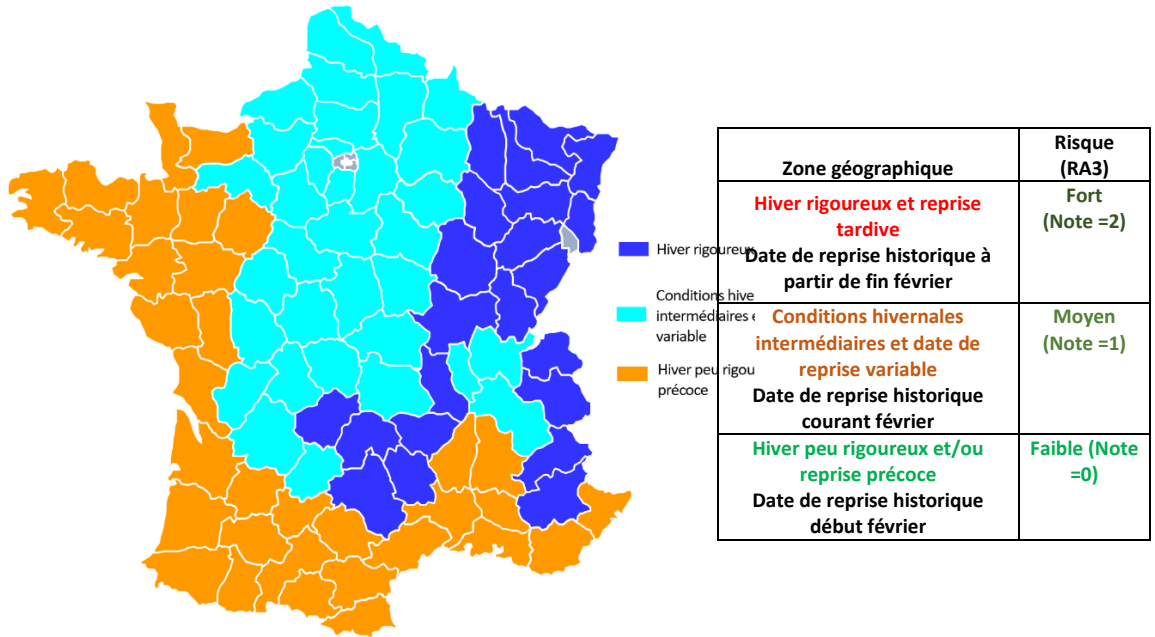 Hiver rigoureux
Conditions hive
intermédiaires e
variable
Hiver peu rigou
précoce
Zone géographique
Risque
(RA3)
Hiver rigoureux et reprise
tardive
Date de reprise historique à
partir de fin février
Fort
(Note =2)
Conditions hivernales
intermédiaires et date de
reprise variable
Date de reprise historique
courant février
Moyen
(Note =1)
Hiver peu rigoureux et/ou
reprise précoce
Date de reprise historique
début février
Faible (Note
=0)